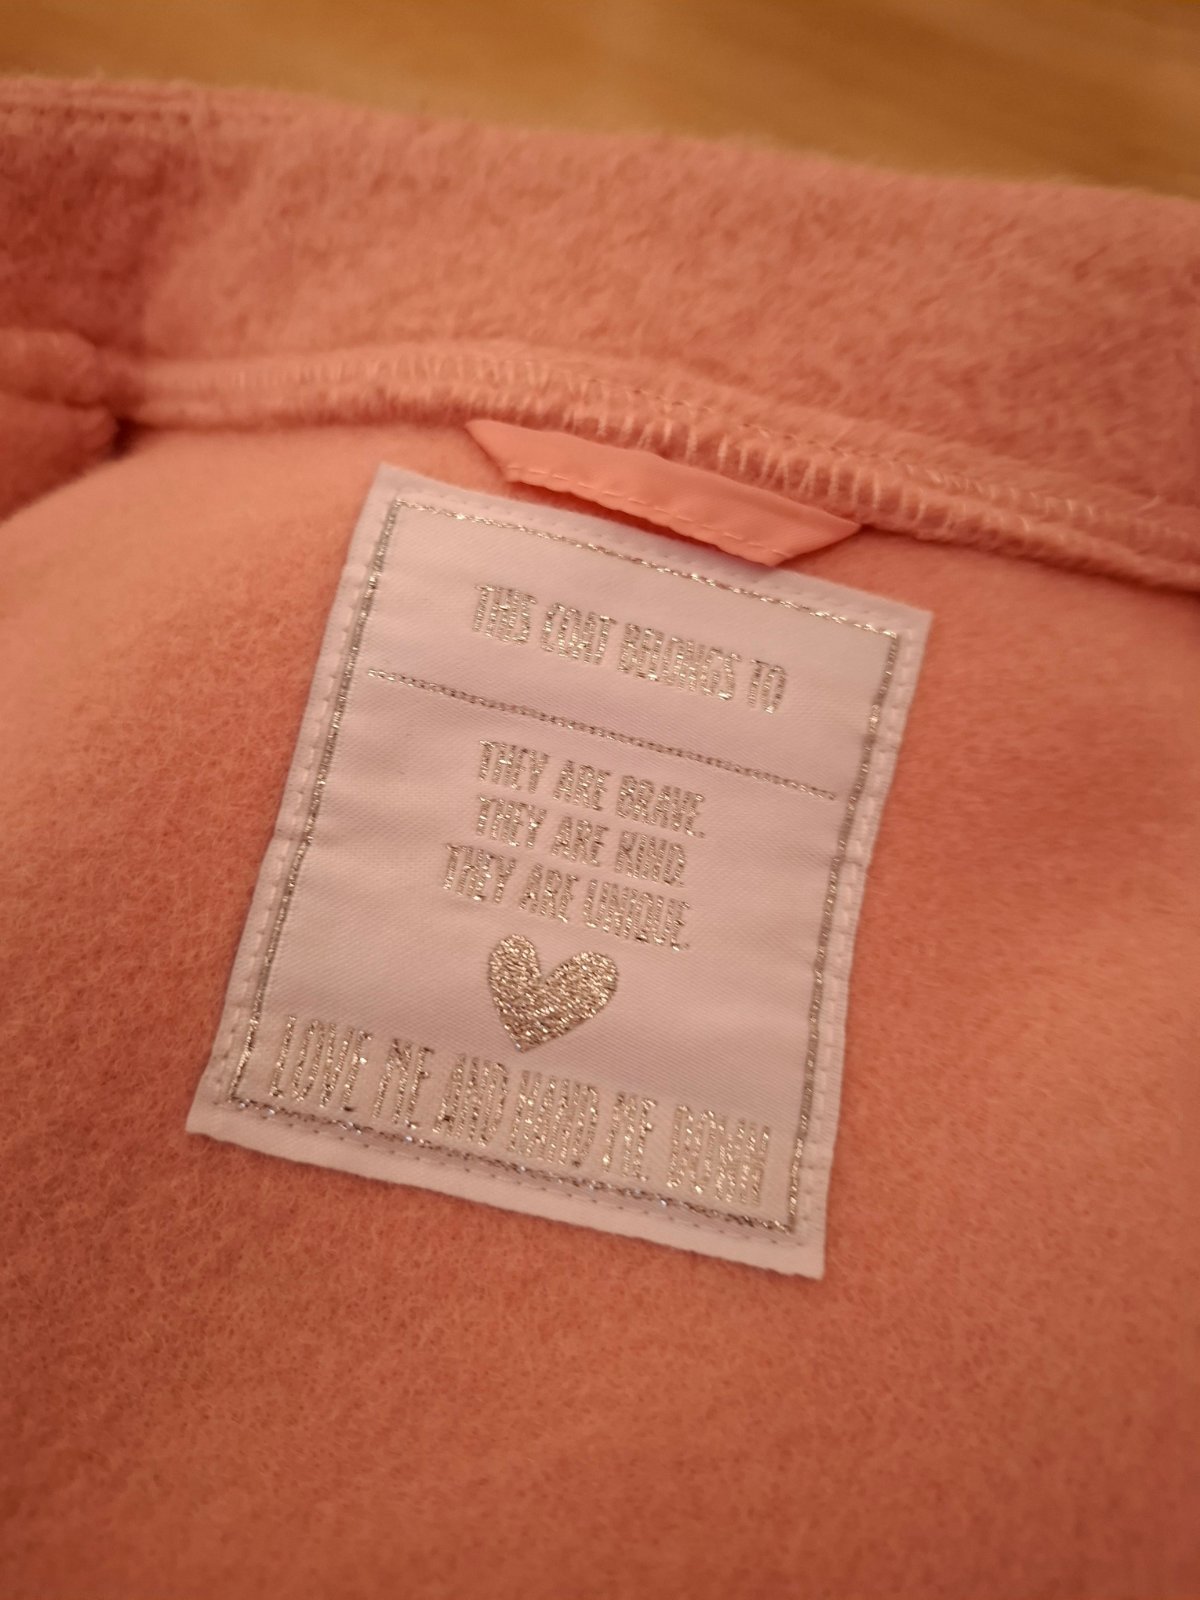 THIS COAT BELONGS TO
THEY ARE BRAVE
THEY ARE KIND
THEY ARE UNIQUE
LOVE ME AND HAND ME DOWN